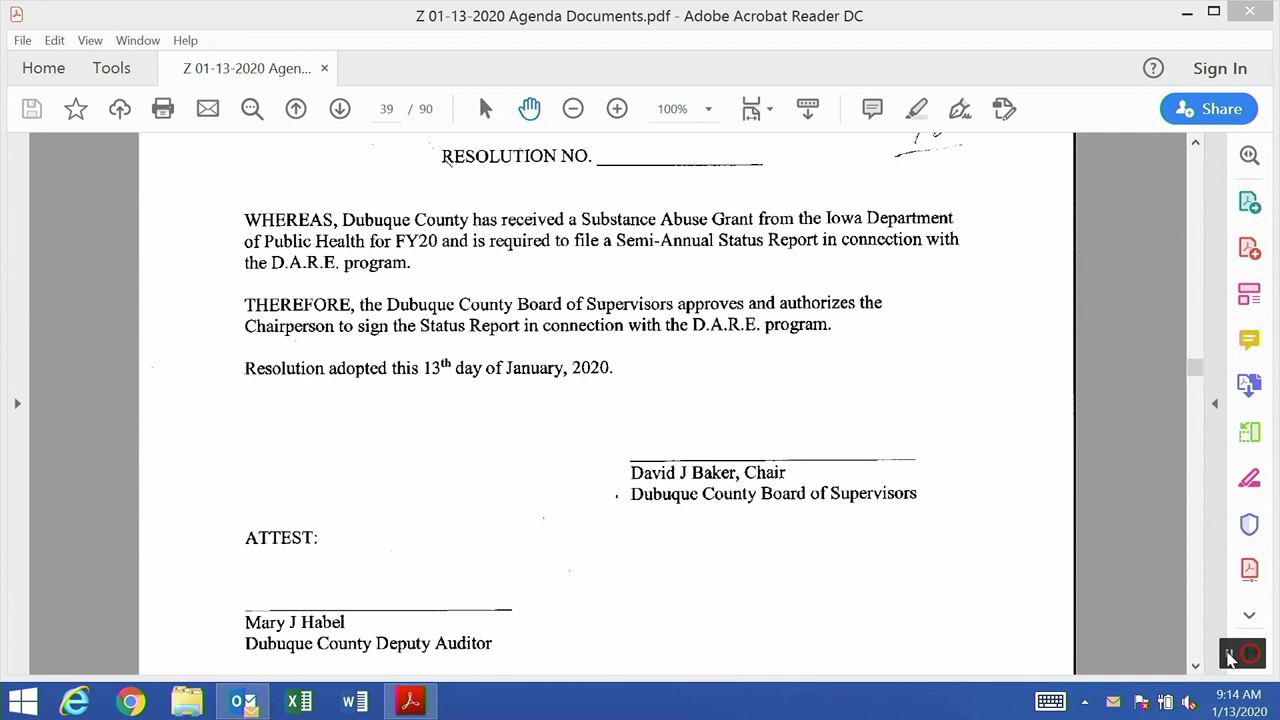 Z 01-13-2020 Agenda Documents.pdf - Adobe Acrobat Reader DC
File Edit View Window Help
Home Tools Z 01-13-2020 Agen... × Sign In
39 / 90 100% Share
RESOLUTION NO.
WHEREAS, Dubuque County has received a Substance Abuse Grant from the Iowa Department
of Public Health for FY20 and is required to file a Semi-Annual Status Report in connection with
the D.A.R.E. program.
THEREFORE, the Dubuque County Board of Supervisors approves and authorizes the
Chairperson to sign the Status Report in connection with the D.A.R.E. program.
Resolution adopted this 13th day of January, 2020.
David J Baker, Chair
Dubuque County Board of Supervisors
ATTEST:
Mary J Habel
Dubuque County Deputy Auditor
9:14 AM
1/13/2020